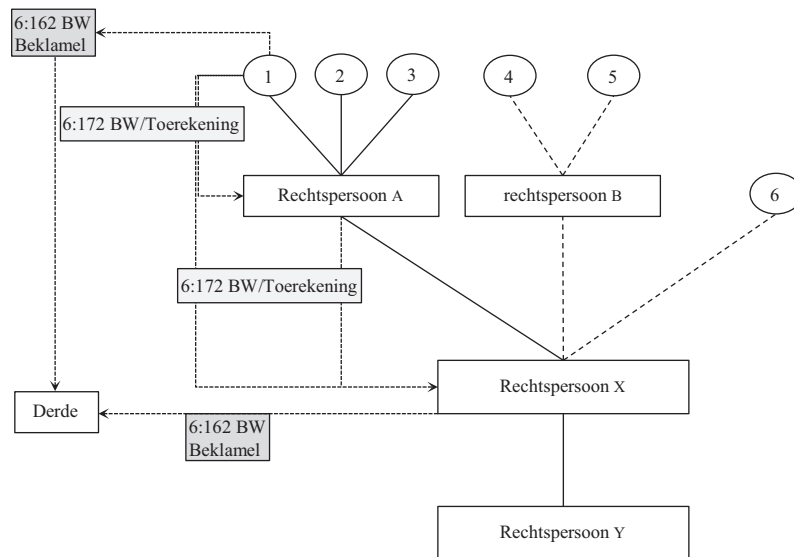 6:162 BW
Beklamel
1
2
3
4
5
6:172 BW/Toerekening
Rechtspersoon A
rechtspersoon B
6
6:172 BW/Toerekening
Rechtspersoon X
Derde
6:162 BW
Beklamel
Rechtspersoon Y